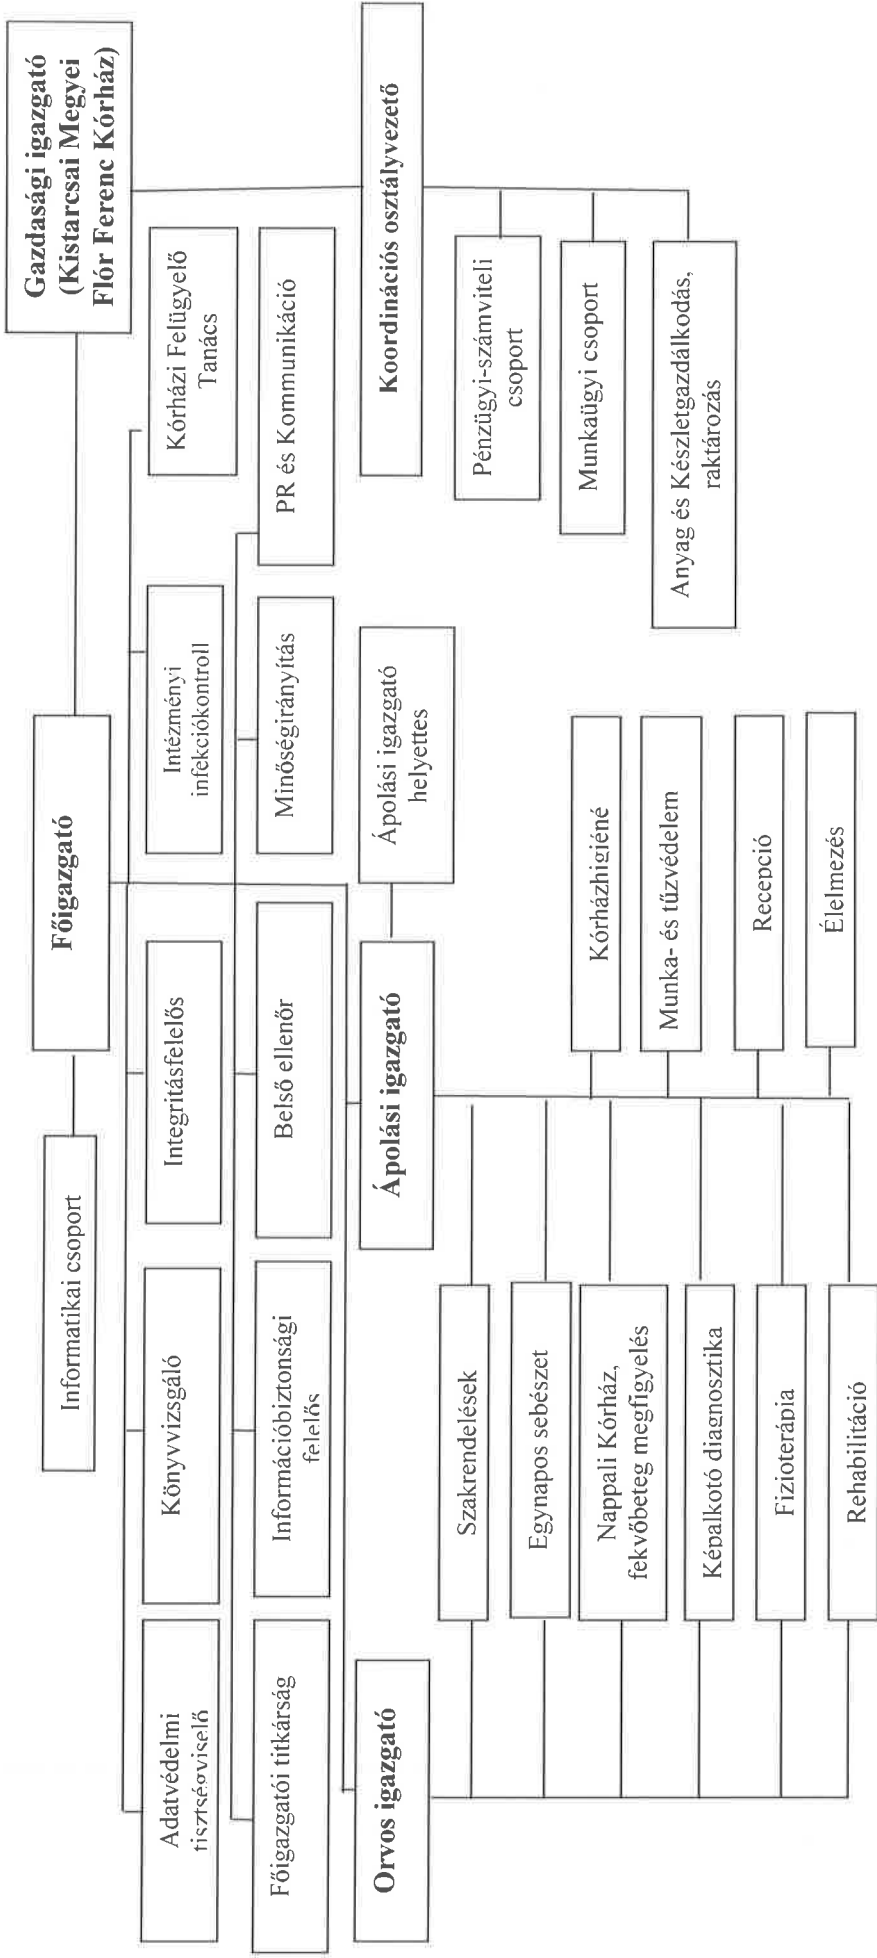 Informatikai csoport
Főigazgató
Gazdasági igazgató
(Kistarcsai Megyei
Flór Ferenc Kórház)
Adatvédelmi
tisztségviselő
Könyvvizsgáló
Integritásfelelős
Intézményi
infekciókontroll
Kórházi Felügyelő
Tanács
Főigazgatói titkárság
Információbiztonsági
felelős
Belső ellenőr
Minőségirányítás
PR és Kommunikáció
Orvos igazgató
Ápolási igazgató
Ápolási igazgató
helyettes
Koordinációs osztályvezető
Szakrendelések
Egynapos sebészet
Nappali Kórház,
fekvőbeteg megfigyelés
Képalkotó diagnosztika
Fizioterápia
Rehabilitáció
Kórházhigiéné
Munka- és tűzvédelem
Recepció
Élelmezés
Pénzügyi-számviteli
csoport
Munkaügyi csoport
Anyag és Készletgazdálkodás,
raktározás